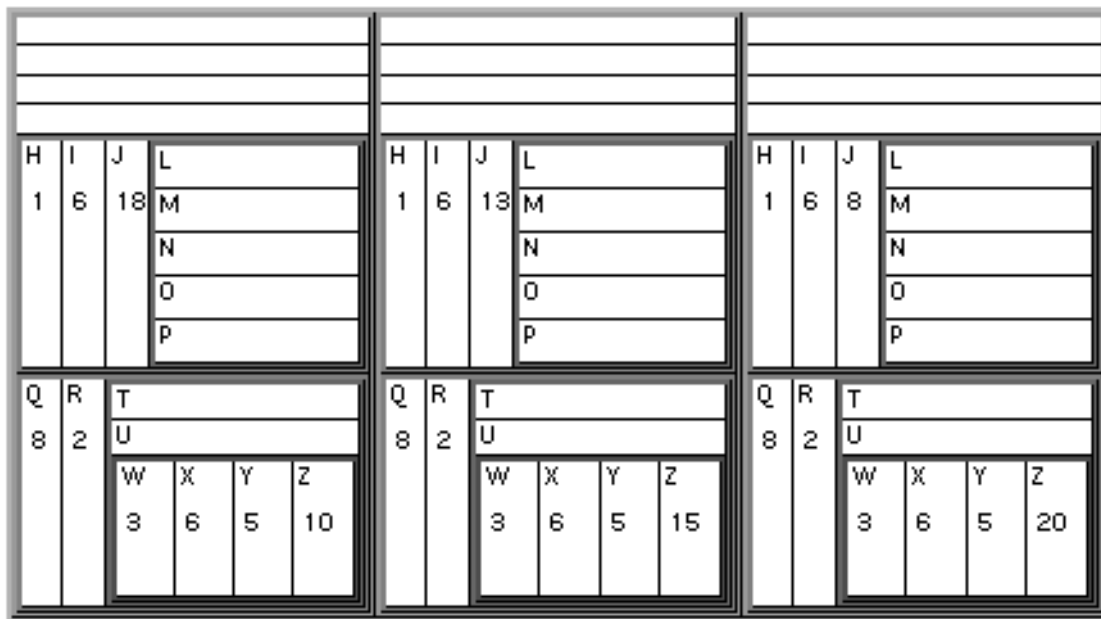 H I J L H I J L H I J L
1 6 18 M 1 6 13 M 1 6 8 M
N N N
O O O
P P P
Q R T Q R T Q R T
8 2 U 8 2 U 8 2 U
W X Y Z W X Y Z W X Y Z
3 6 5 10 3 6 5 15 3 6 5 20